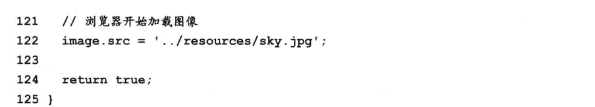 121 // 浏览器开始加载图像
122 image.src = '../resources/sky.jpg';
123
124 return true;
125 }